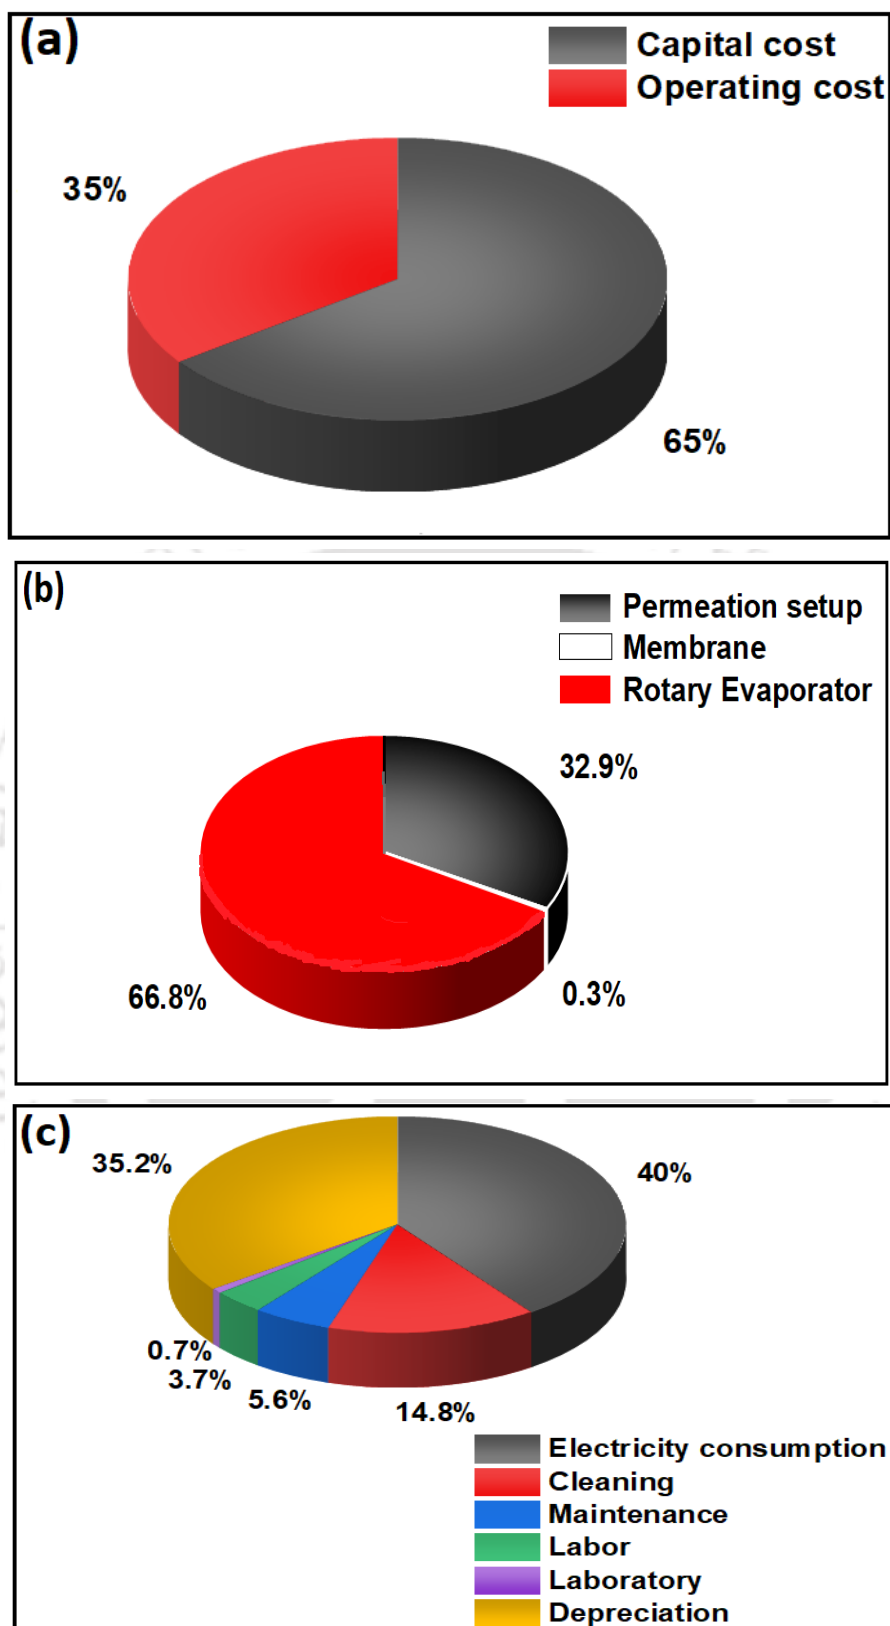 (a)
Capital cost
Operating cost
35%
65%
(b)
Permeation setup
Membrane
Rotary Evaporator
32.9%
66.8%
0.3%
(c)
35.2%
40%
0.7%
3.7%
5.6%
14.8%
Electricity consumption
Cleaning
Maintenance
Labor
Laboratory
Depreciation